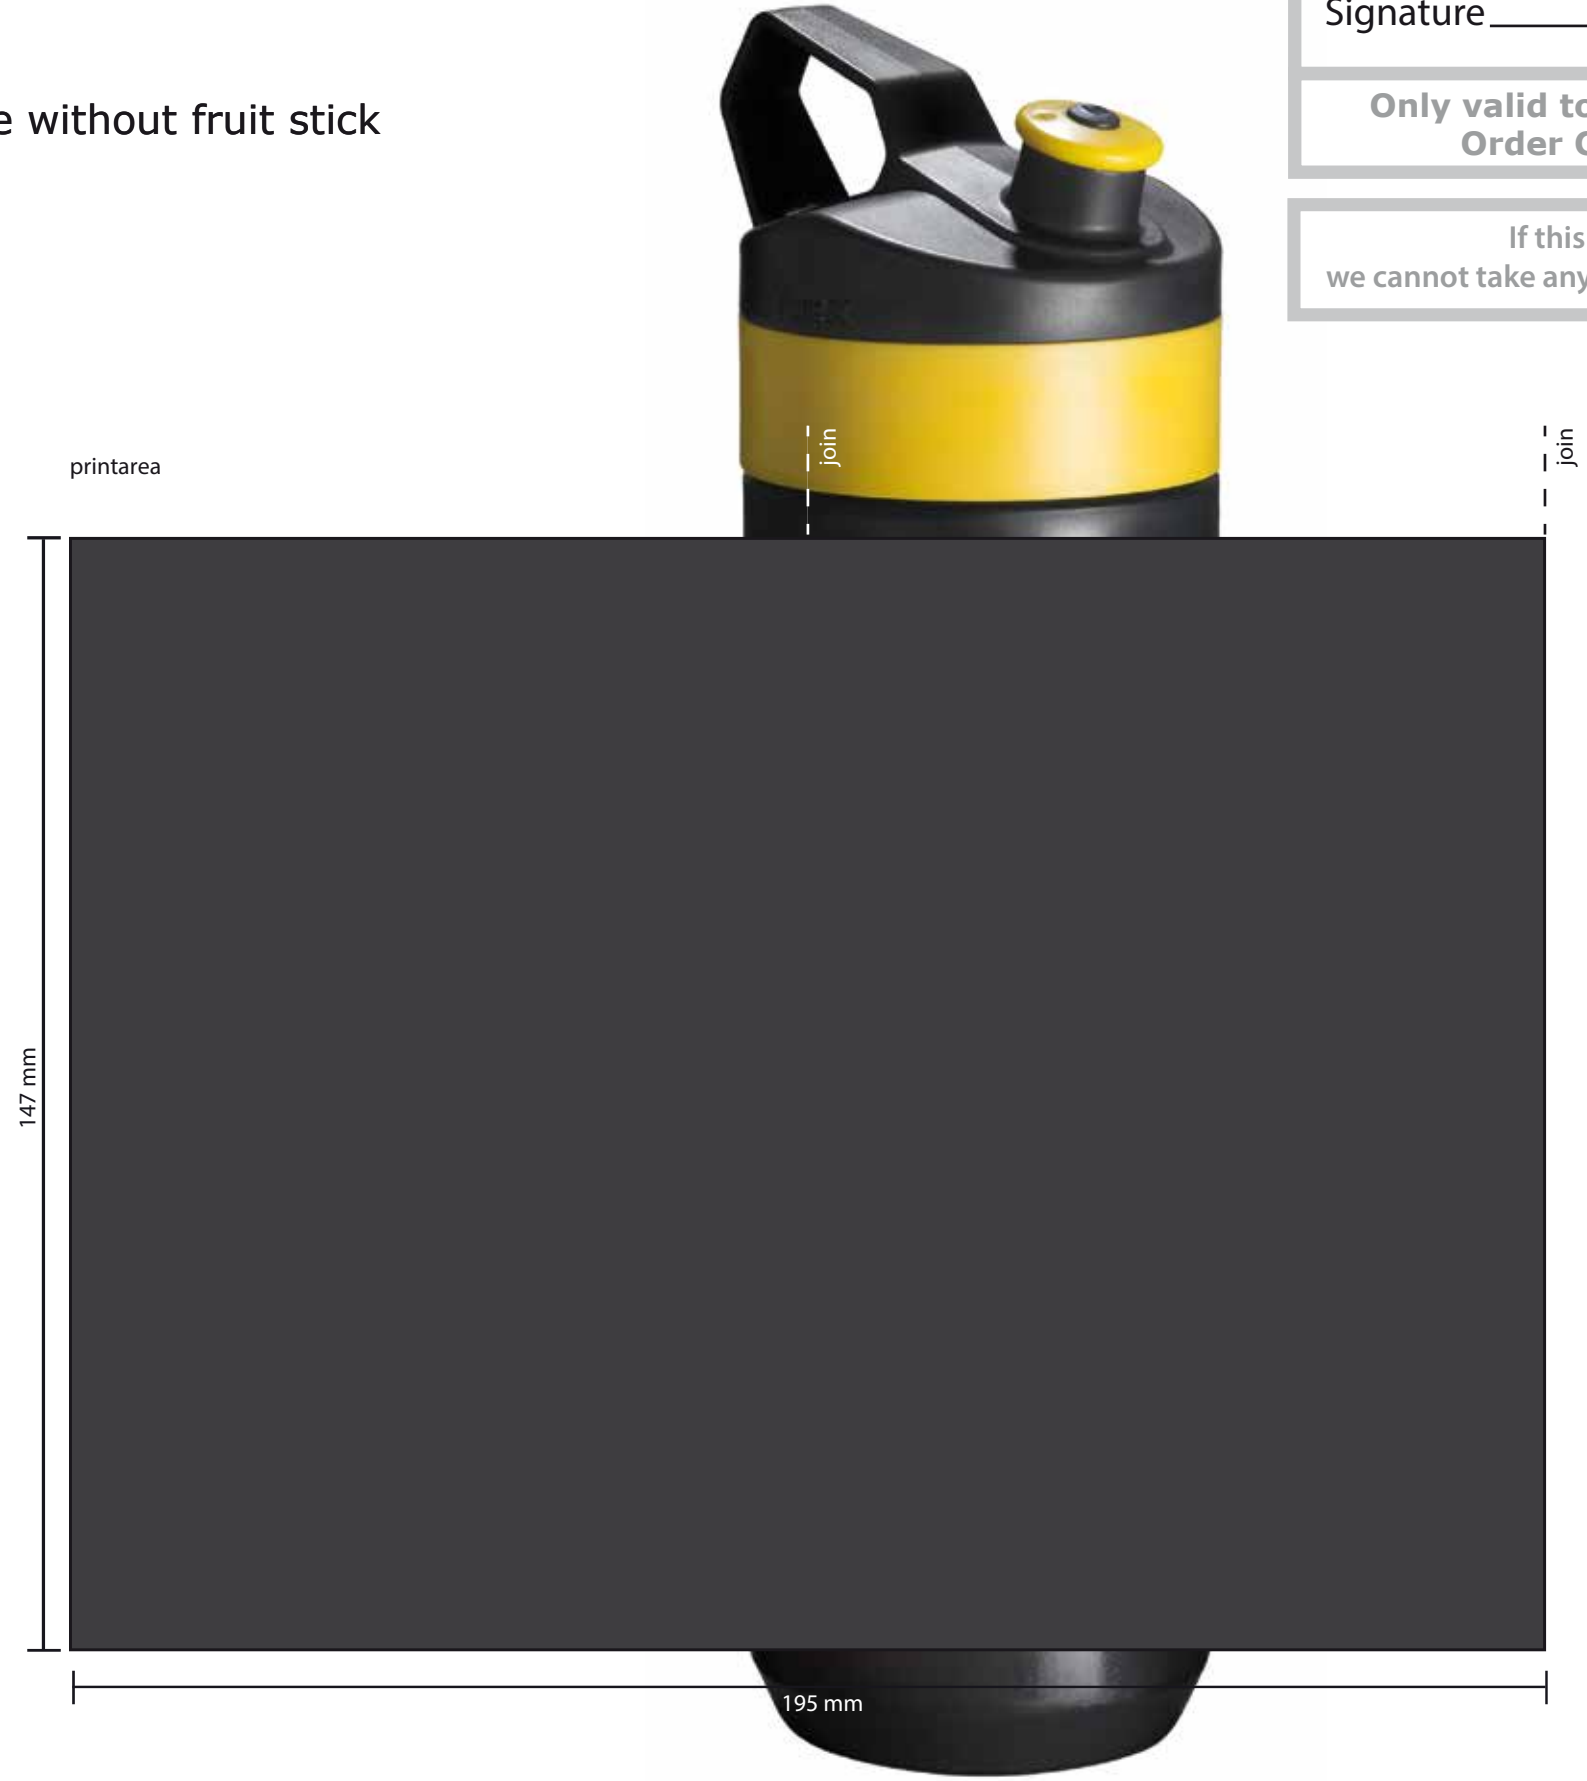 Signature
e without fruit stick
Only valid to
Order
If this
we cannot take any
join
join
printarea
147 mm
195 mm